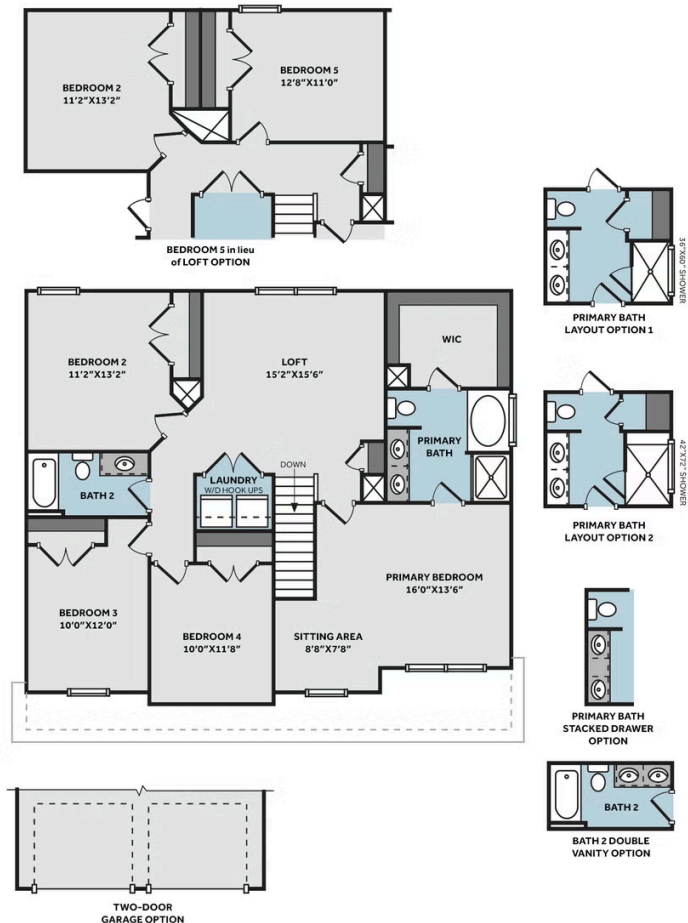 BEDROOM 2
11'2"X13'2"
BEDROOM 5
12'8"X11'0"
BEDROOM 5 in lieu
of LOFT OPTION
36"X60" SHOWER
PRIMARY BATH
LAYOUT OPTION 1
BEDROOM 2
11'2"X13'2"
LOFT
15'2"X15'6"
WIC
PRIMARY
BATH
BATH 2
LAUNDRY
W/D HOOK UPS
DOWN
42"X72" SHOWER
PRIMARY BATH
LAYOUT OPTION 2
BEDROOM 3
10'0"X12'0"
BEDROOM 4
10'0"X11'8"
SITTING AREA
8'8"X7'8"
PRIMARY BEDROOM
16'0"X13'6"
PRIMARY BATH
STACKED DRAWER
OPTION
BATH 2
BATH 2 DOUBLE
VANITY OPTION
TWO-DOOR
GARAGE OPTION